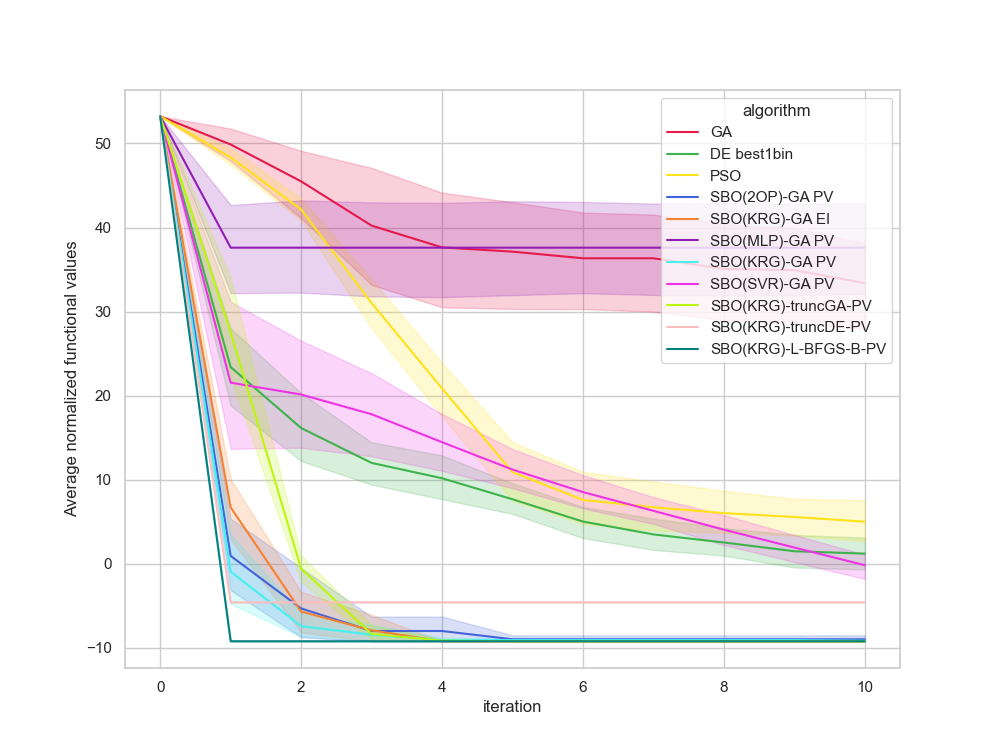 algorithm
GA
DE best1bin
PSO
SBO(2OP)-GA PV
SBO(KRG)-GA EI
SBO(MLP)-GA PV
SBO(KRG)-GA PV
SBO(SVR)-GA PV
SBO(KRG)-truncGA-PV
SBO(KRG)-truncDE-PV
SBO(KRG)-L-BFGS-B-PV
Average normalized functional values
50
40
30
20
10
0
−10
0 2 4 6 8 10
iteration